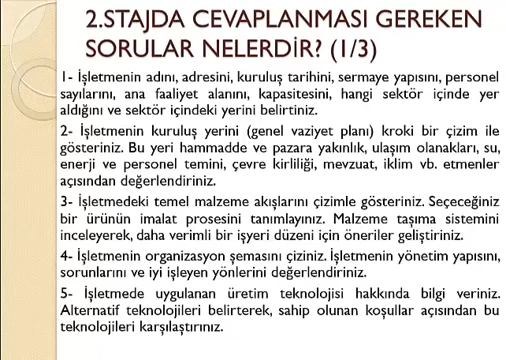 2.STAJDA CEVAPLANMASI GEREKEN
SORULAR NELERDİR? (1/3)
1- İşletmenin adını, adresini, kuruluş tarihini, sermaye yapısını, personel
sayılarını, ana faaliyet alanını, kapasitesini, hangi sektör içinde yer
aldığını ve sektör içindeki yerini belirtiniz.
2- İşletmenin kuruluş yerini (genel vaziyet planı) kroki bir çizim ile
gösteriniz. Bu yeri hammadde ve pazara yakınlık, ulaşım olanakları, su,
enerji ve personel temini, çevre kirliliği, mevzuat, iklim vb. etmenler
açısından değerlendiriniz.
3- İşletmedeki temel malzeme akışlarını çizimle gösteriniz. Seçeceğiniz
bir ürünün imalat prosesini tanımlayınız. Malzeme taşıma sistemini
inceleyerek, daha verimli bir işyeri düzeni için öneriler geliştiriniz.
4- İşletmenin organizasyon şemasını çiziniz. İşletmenin yönetim yapısını,
sorunlarını ve iyi işleyen yönlerini değerlendiriniz.
5- İşletmede uygulanan üretim teknolojisi hakkında bilgi veriniz.
Alternatif teknolojileri belirterek, sahip olunan koşullar açısından bu
teknolojileri karşılaştırınız.